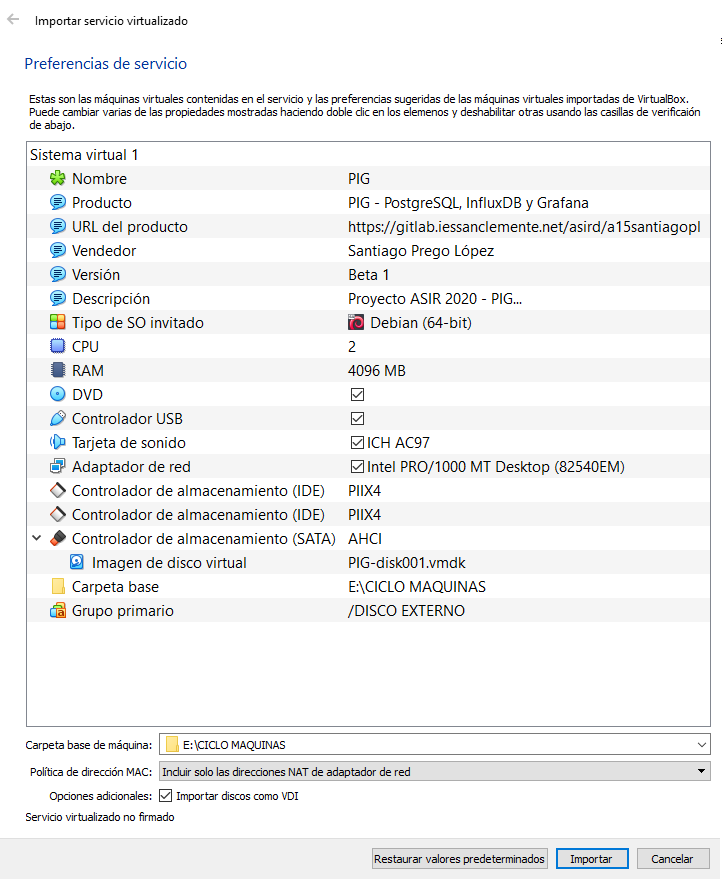 Importar servicio virtualizado
Preferencias de servicio
Estas son las máquinas virtuales contenidas en el servicio y las preferencias sugeridas de las máquinas virtuales importadas de VirtualBox.
Puede cambiar varias de las propiedades mostradas haciendo doble clic en los elemenos y deshabilitar otras usando las casillas de verificaión
de abajo.
Sistema virtual 1
Nombre PIG
Producto PIG - PostgreSQL, InfluxDB y Grafana
URL del producto https://gitlab.iessanclemente.net/asird/a15santiagopl
Vendedor Santiago Prego López
Versión Beta 1
Descripción Proyecto ASIR 2020 - PIG...
Tipo de SO invitado Debian (64-bit)
CPU 2
RAM 4096 MB
DVD
Controlador USB
Tarjeta de sonido ICH AC97
Adaptador de red Intel PRO/1000 MT Desktop (82540EM)
Controlador de almacenamiento (IDE) PIIX4
Controlador de almacenamiento (IDE) PIIX4
Controlador de almacenamiento (SATA) AHCI
Imagen de disco virtual PIG-disk001.vmdk
Carpeta base E:\CICLO MAQUINAS
Grupo primario /DISCO EXTERNO
Carpeta base de máquina: E:\CICLO MAQUINAS
Política de dirección MAC: Incluir solo las direcciones NAT de adaptador de red
Opciones adicionales: Importar discos como VDI
Servicio virtualizado no firmado
Restaurar valores predeterminados Importar Cancelar